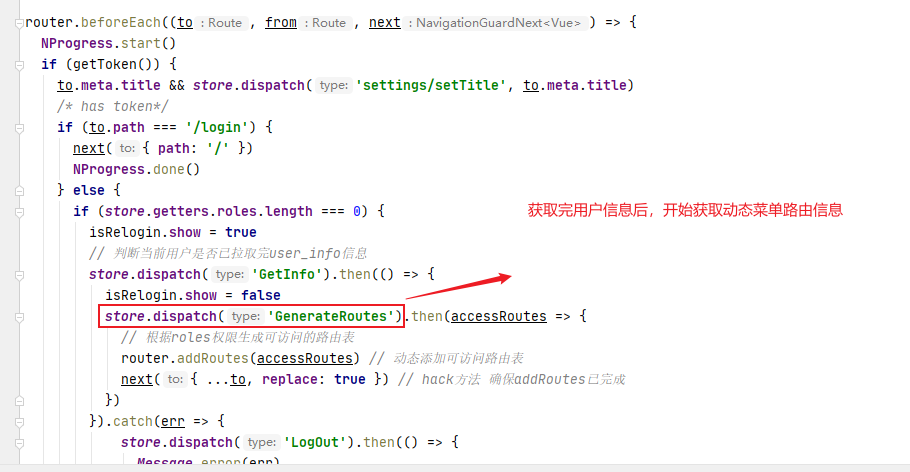 router.beforeEach((to : Route , from : Route , next : NavigationGuardNext<Vue> ) => {
NProgress.start()
if (getToken()) {
to.meta.title && store.dispatch( type: 'settings/setTitle', to.meta.title)
/* has token*/
if (to.path === '/login') {
next( to: { path: '/' })
NProgress.done()
} else {
if (store.getters.roles.length === 0) {
获取完用户信息后，开始获取动态菜单路由信息
isRelogin.show = true
// 判断当前用户是否已拉取完user_info信息
store.dispatch( type: 'GetInfo').then(() => {
isRelogin.show = false
store.dispatch( type: 'GenerateRoutes').then(accessRoutes => {
// 根据roles权限生成可访问的路由表
router.addRoutes(accessRoutes) // 动态添加可访问路由表
next( to: { ...to, replace: true }) // hack方法 确保addRoutes已完成
})
}).catch(err => {
store.dispatch( type: 'LogOut').then(() => {
Message.error(err)